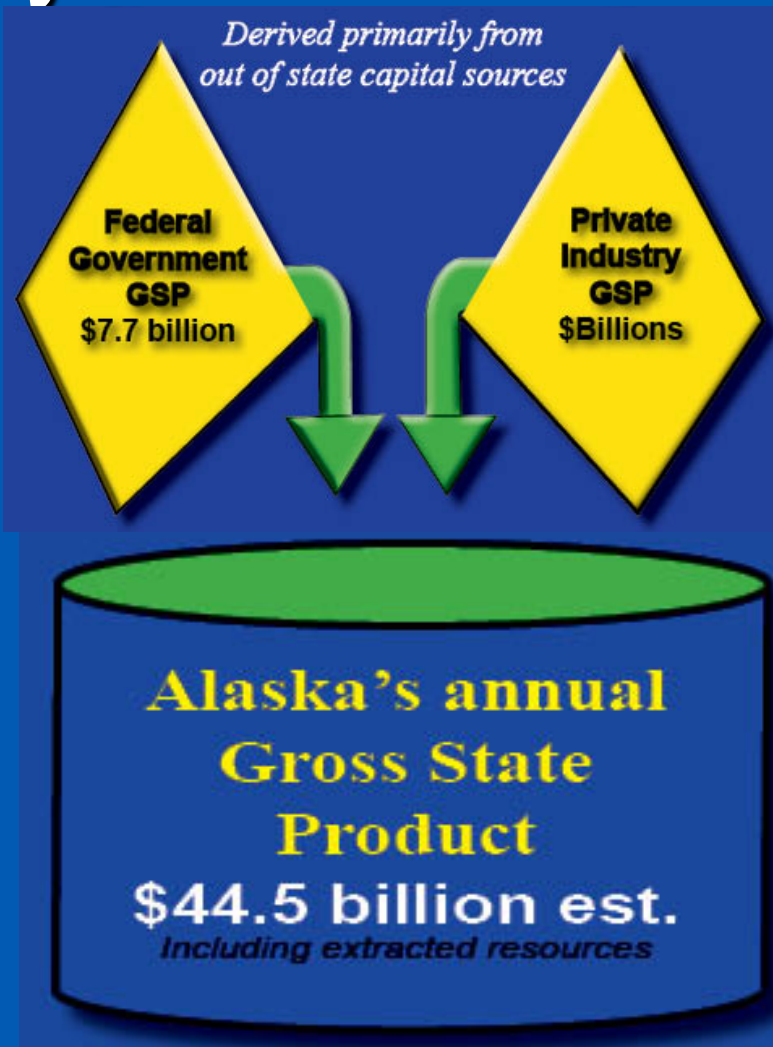 Derived primarily from
out of state capital sources
Federal
Government
GSP
$7.7 billion
Private
Industry
GSP
$Billions
Alaska's annual
Gross State
Product
$44.5 billion est.
Including extracted resources